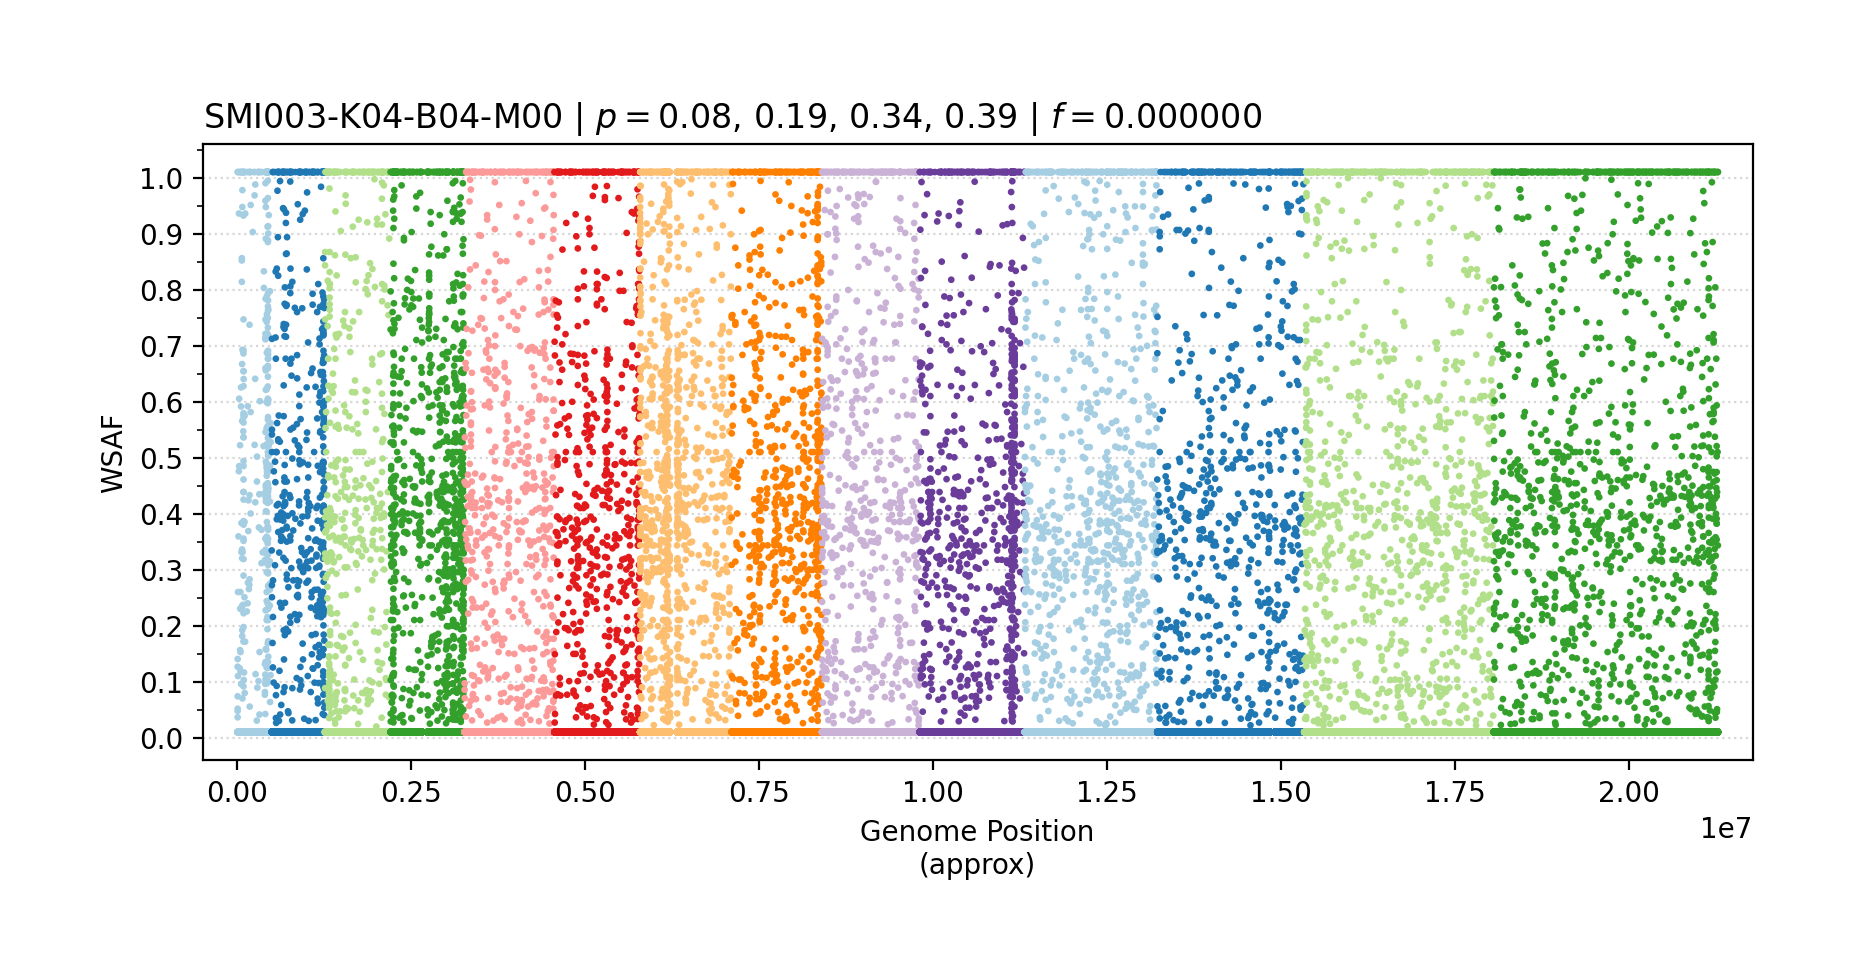 SMI003-K04-B04-M00 | p = 0.08, 0.19, 0.34, 0.39 | f = 0.000000
WSAF
1.0
0.9
0.8
0.7
0.6
0.5
0.4
0.3
0.2
0.1
0.0
0.00 0.25 0.50 0.75 1.00 1.25 1.50 1.75 2.00
1e7
Genome Position
(approx)